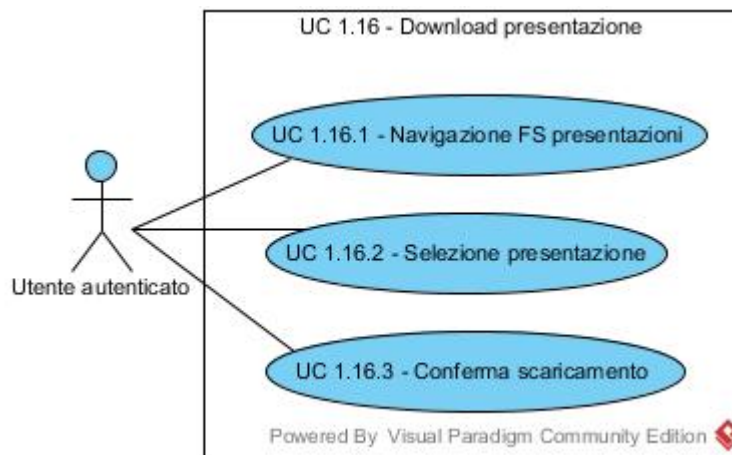 UC 1.16 - Download presentazione
UC 1.16.1 - Navigazione FS presentazioni
UC 1.16.2 - Selezione presentazione
Utente autenticato
UC 1.16.3 - Conferma scaricamento
Powered By Visual Paradigm Community Edition